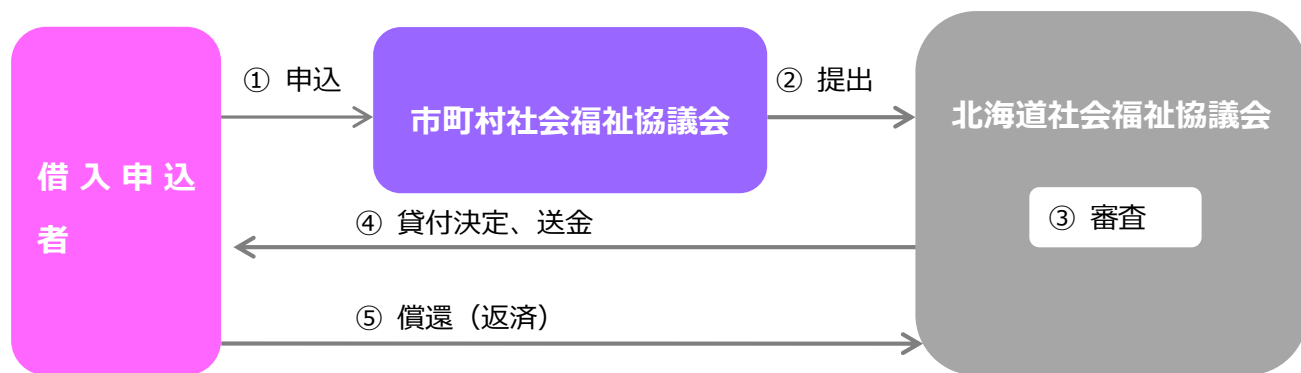 ① 申込
② 提出
市町村社会福祉協議会
北海道社会福祉協議会
借入申込
者
③ 審査
④ 貸付決定、送金
⑤ 償還（返済）